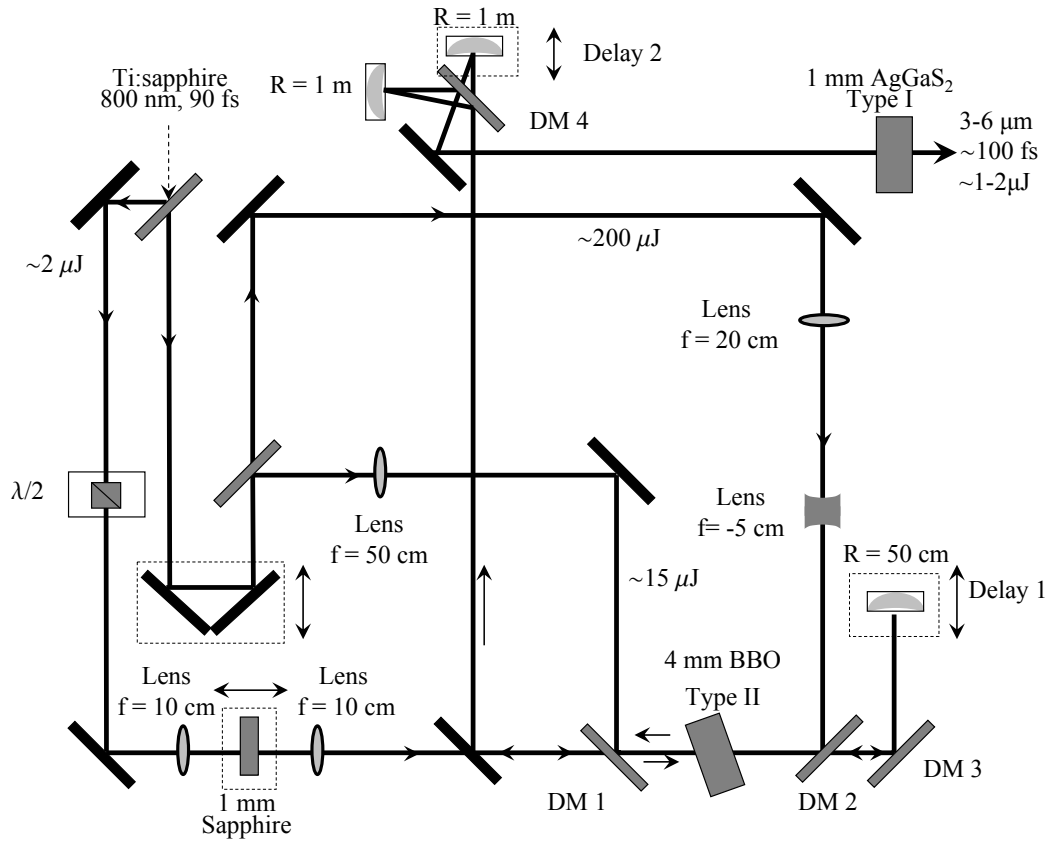 R = 1 m
Delay 2
Ti:sapphire
800 nm, 90 fs
R = 1 m
DM 4
1 mm AgGaS₂
Type I
3-6 μm
~100 fs
~1-2μJ
~2 μJ
~200 μJ
Lens
f = 20 cm
λ/2
Lens
f = 50 cm
Lens
f= -5 cm
~15 μJ
R = 50 cm
Delay 1
4 mm BBO
Type II
Lens
f = 10 cm
Lens
f = 10 cm
1 mm
Sapphire
DM 1
DM 2
DM 3